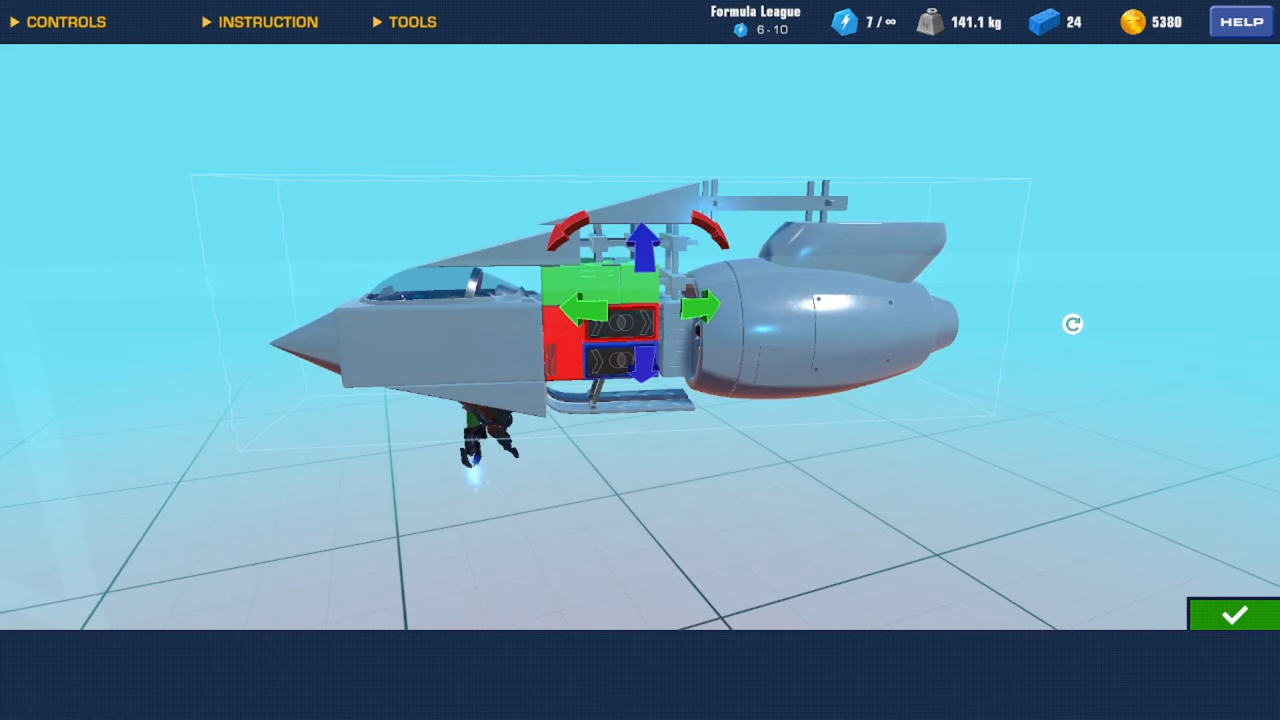 CONTROLS
INSTRUCTION
TOOLS
Formula League
6-10
7 / ∞
141.1 kg
24
5380
HELP